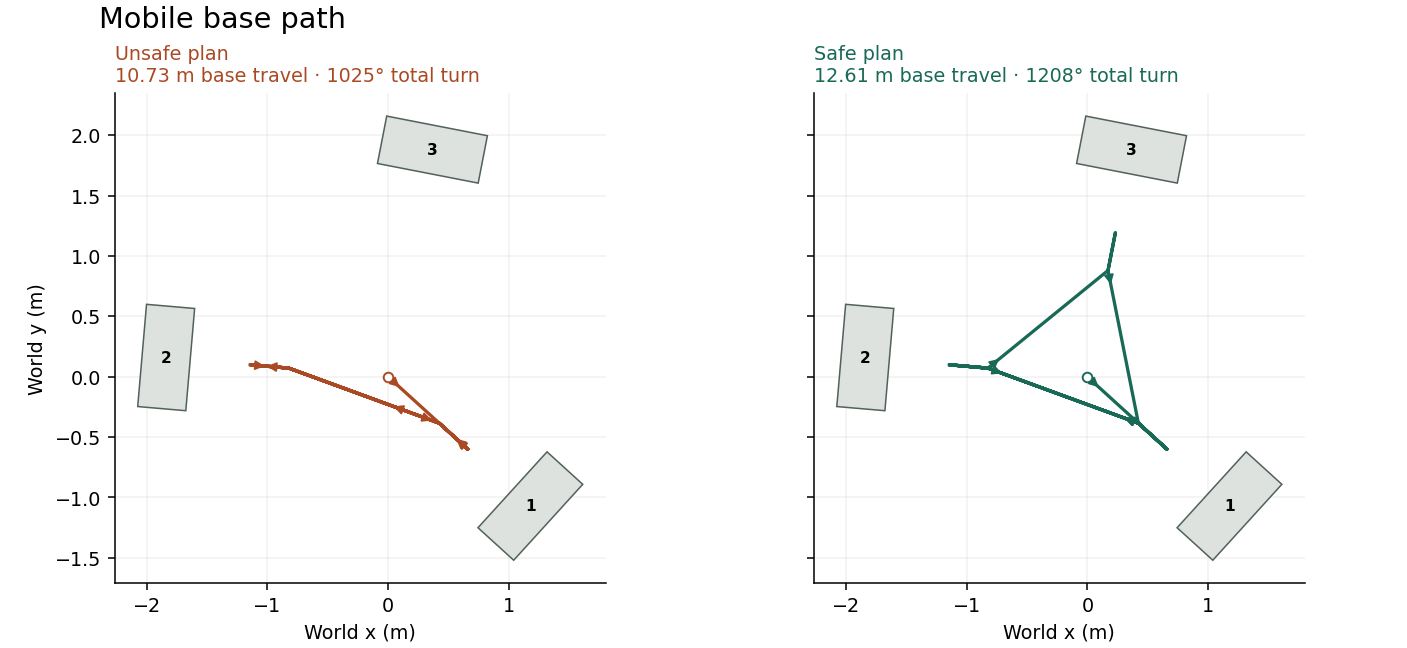 Mobile base path
Unsafe plan
10.73 m base travel · 1025° total turn
Safe plan
12.61 m base travel · 1208° total turn
World y (m)
2.0
1.5
1.0
0.5
0.0
−0.5
−1.0
−1.5
3
2
1
−2
−1
0
1
World x (m)
3
2
1
−2
−1
0
1
World x (m)